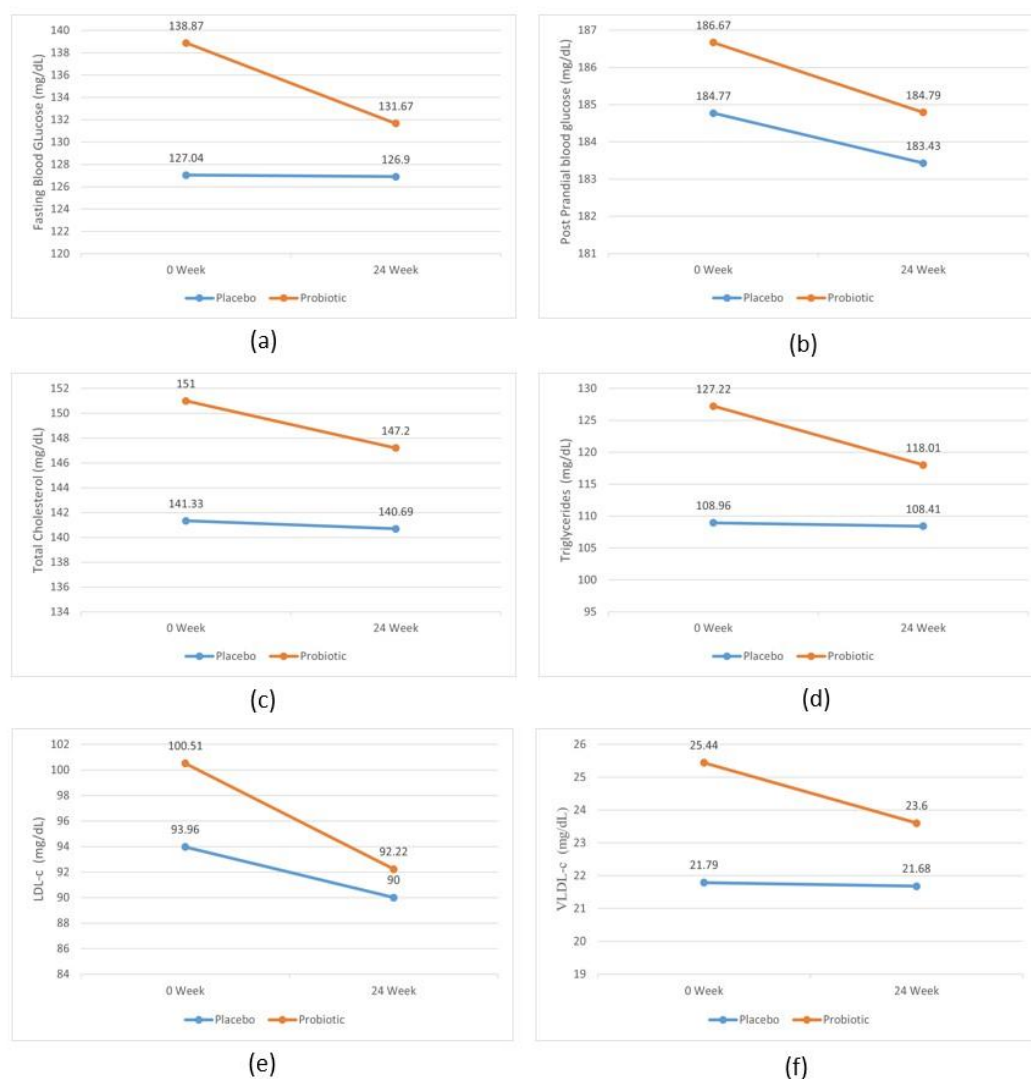 Fasting Blood GLucose (mg/dL)
140
138
136
134
132
130
128
126
124
122
120
138.87
131.67
127.04
126.9
0 Week
24 Week
Placebo
Probiotic
(a)
Post Prandial blood glucose (mg/dL)
187
186
185
184
183
182
181
186.67
184.79
184.77
183.43
0 Week
24 Week
Placebo
Probiotic
(b)
Total Cholesterol (mg/dL)
152
150
148
146
144
142
140
138
136
134
151
147.2
141.33
140.69
0 Week
24 Week
Placebo
Probiotic
(c)
Triglycerides (mg/dL)
130
125
120
115
110
105
100
95
127.22
118.01
108.96
108.41
0 Week
24 Week
Placebo
Probiotic
(d)
LDL-c (mg/dL)
102
100
98
96
94
92
90
88
86
84
100.51
93.96
92.22
90
0 Week
24 Week
Placebo
Probiotic
(e)
VLDL-c (mg/dL)
26
25
24
23
22
21
20
19
25.44
23.6
21.79
21.68
0 Week
24 Week
Placebo
Probiotic
(f)